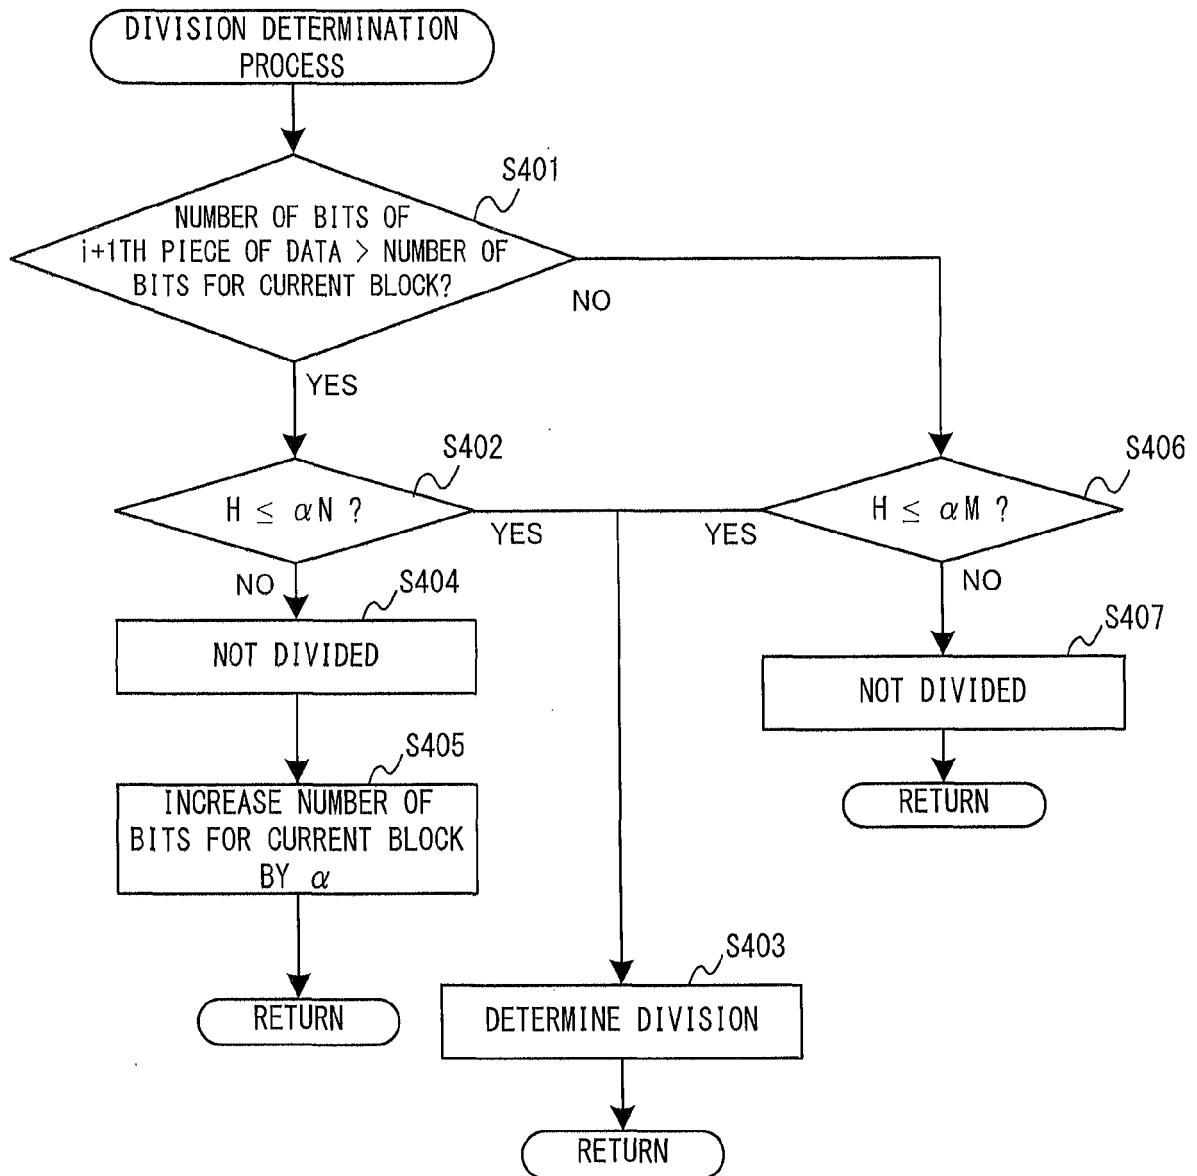 DIVISION DETERMINATION
PROCESS
S401
NUMBER OF BITS OF
i+1TH PIECE OF DATA > NUMBER OF
BITS FOR CURRENT BLOCK?
NO
YES
S402
H ≤ αN ?
YES
NO
S406
H ≤ αM ?
YES
NO
S404
NOT DIVIDED
S407
NOT DIVIDED
S405
INCREASE NUMBER OF
BITS FOR CURRENT BLOCK
BY α
RETURN
S403
DETERMINE DIVISION
RETURN
RETURN